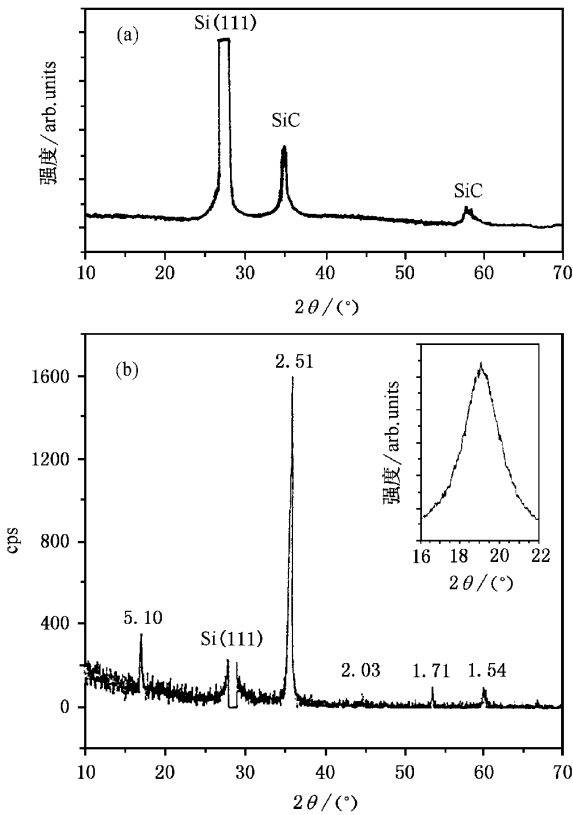 (a)
Si(111)
SiC
SiC
强度/arb.units
10 20 30 40 50 60 70
2θ/(°)
(b)
2.51
5.10
Si(111)
2.03
1.71
1.54
cps
1600
1200
800
400
0
10 20 30 40 50 60 70
2θ/(°)
强度/arb.units
16 18 20 22
2θ/(°)